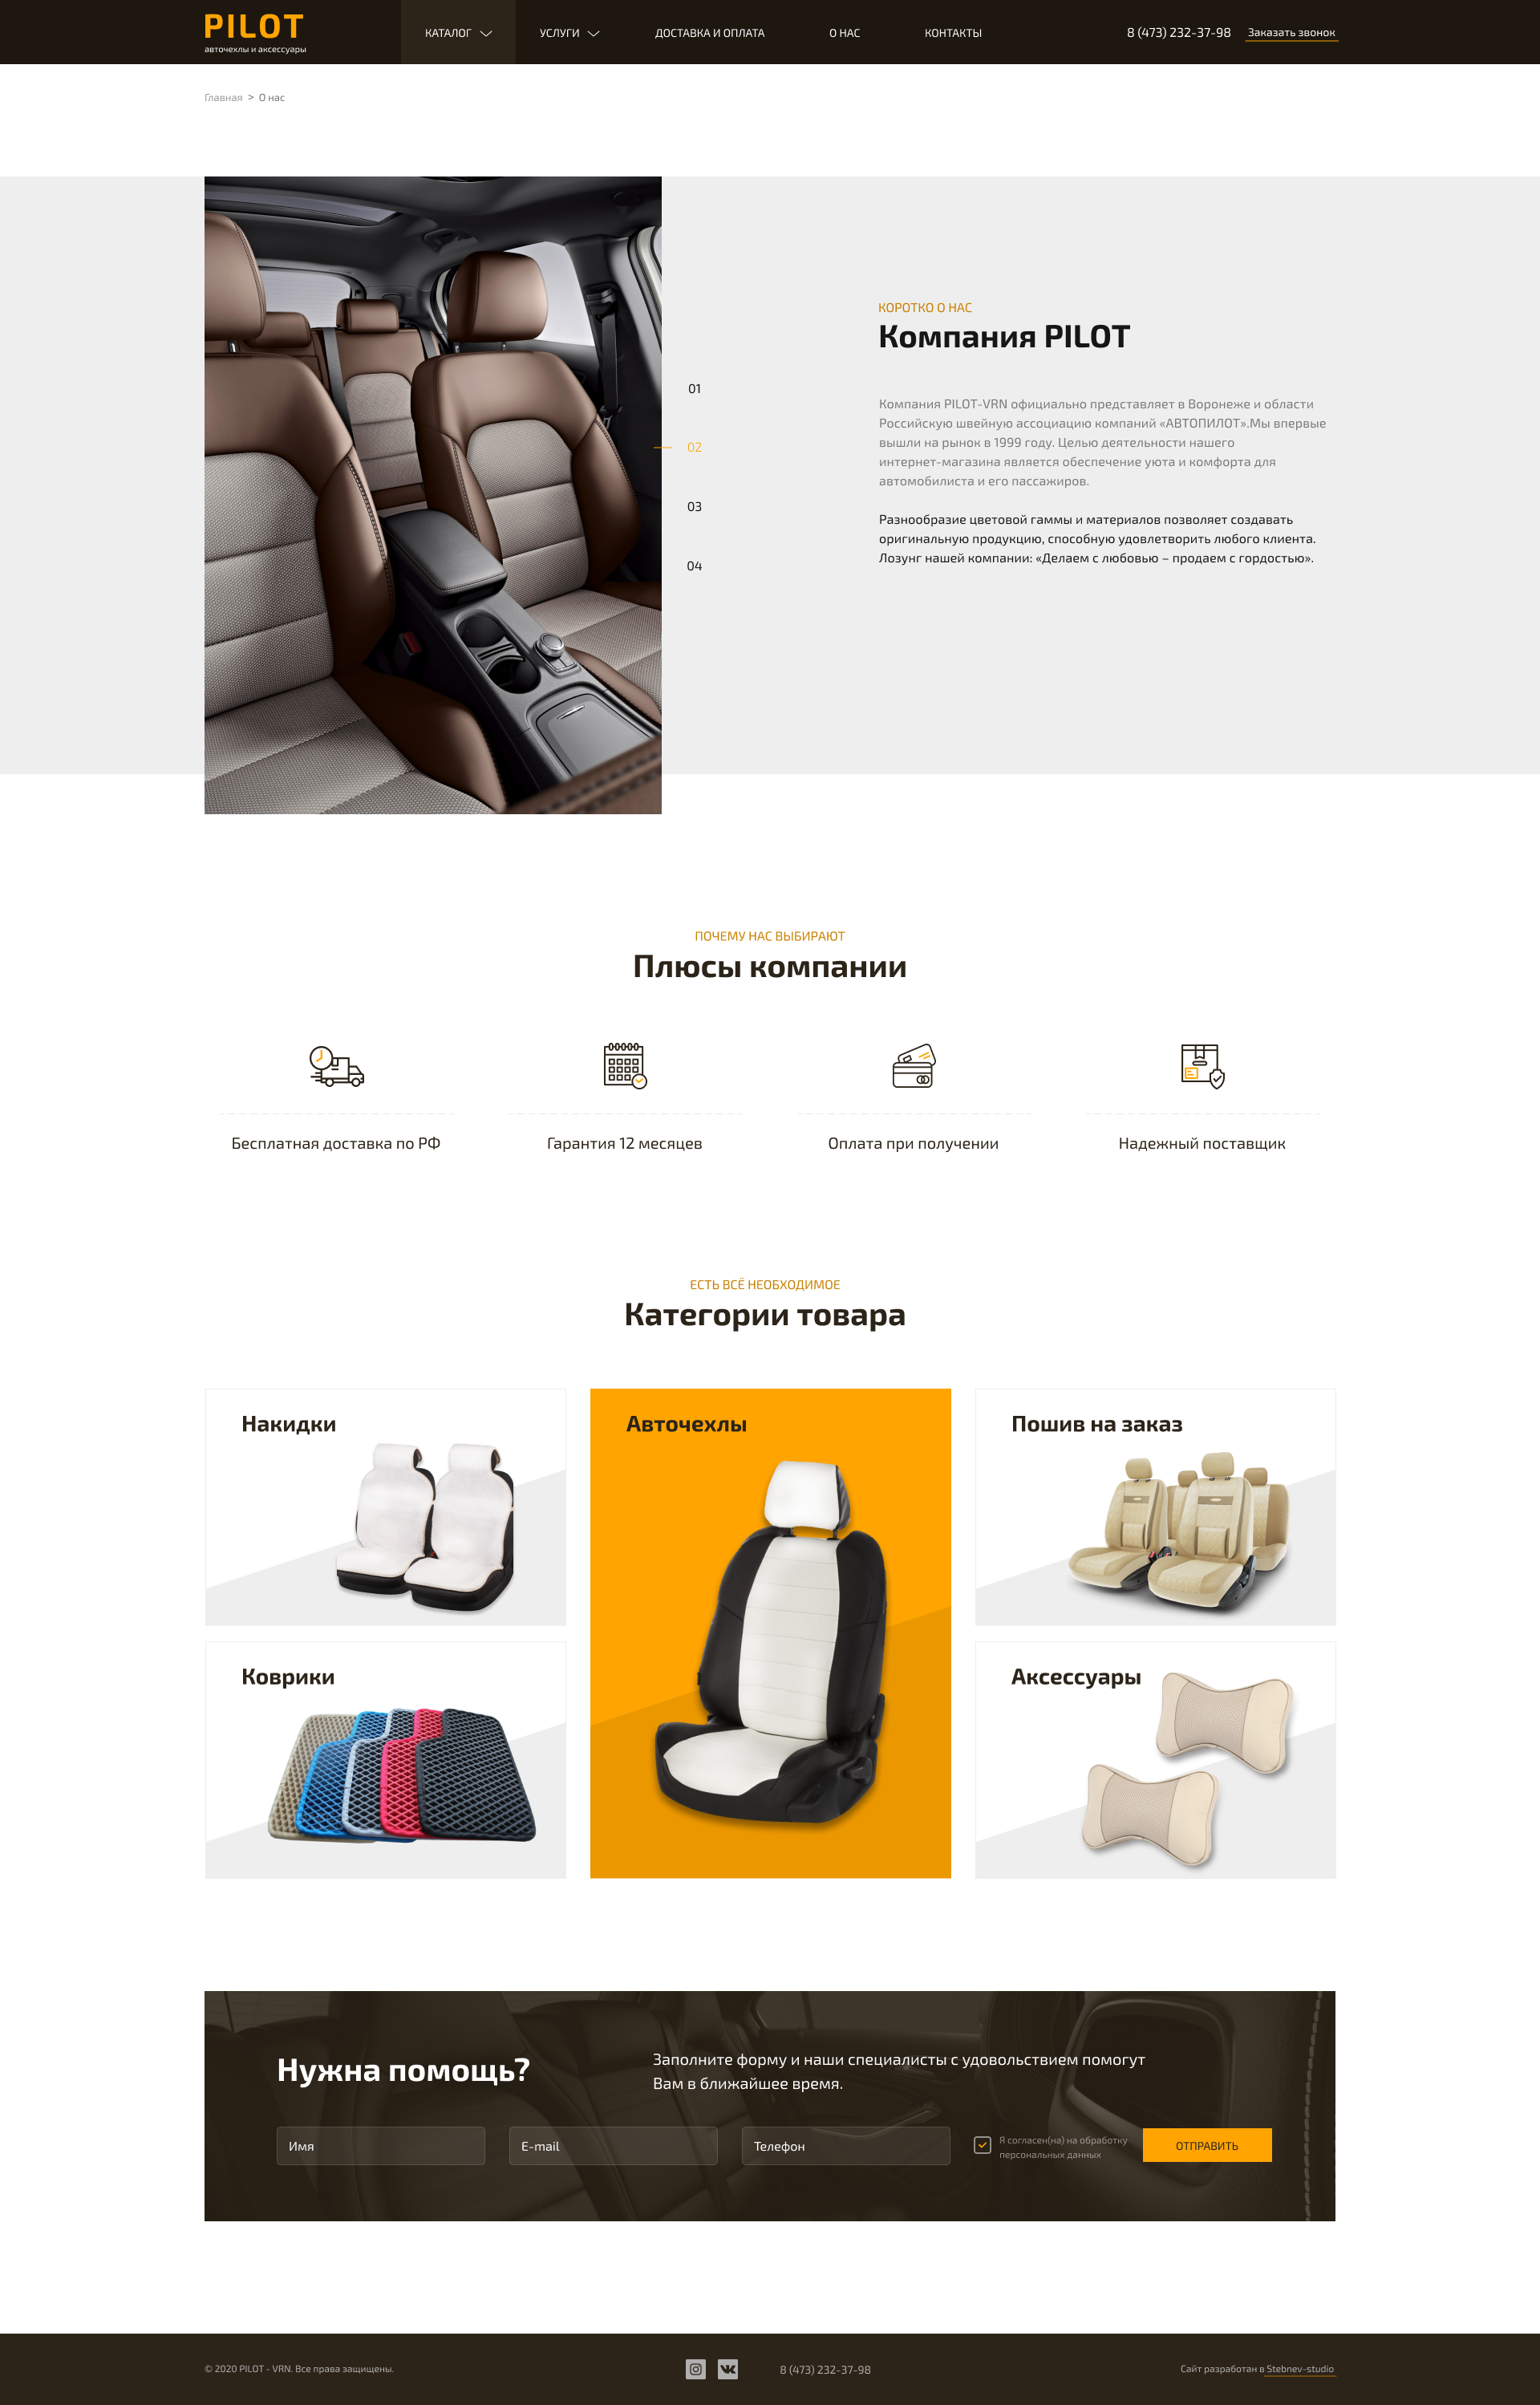 PILOT
авточехлы и аксессуары
КАТАЛОГ
УСЛУГИ
ДОСТАВКА И ОПЛАТА
О НАС
КОНТАКТЫ
8 (473) 232-37-98
Заказать звонок
Главная > О нас
01
02
03
04
КОРОТКО О НАС
Компания PILOT
Компания PILOT-VRN официально представляет в Воронеже и области
Российскую швейную ассоциацию компаний «АВТОПИЛОТ».Мы впервые
вышли на рынок в 1999 году. Целью деятельности нашего
интернет-магазина является обеспечение уюта и комфорта для
автомобилиста и его пассажиров.
Разнообразие цветовой гаммы и материалов позволяет создавать
оригинальную продукцию, способную удовлетворить любого клиента.
Лозунг нашей компании: «Делаем с любовью – продаем с гордостью».
ПОЧЕМУ НАС ВЫБИРАЮТ
Плюсы компании
Бесплатная доставка по РФ
Гарантия 12 месяцев
Оплата при получении
Надежный поставщик
ЕСТЬ ВСЁ НЕОБХОДИМОЕ
Категории товара
Накидки
Авточехлы
Пошив на заказ
Коврики
Аксессуары
Нужна помощь?
Заполните форму и наши специалисты с удовольствием помогут
Вам в ближайшее время.
Имя
E-mail
Телефон
Я согласен(на) на обработку
персональных данных
ОТПРАВИТЬ
© 2020 PILOT - VRN. Все права защищены.
8 (473) 232-37-98
Сайт разработан в Stebnev-studio